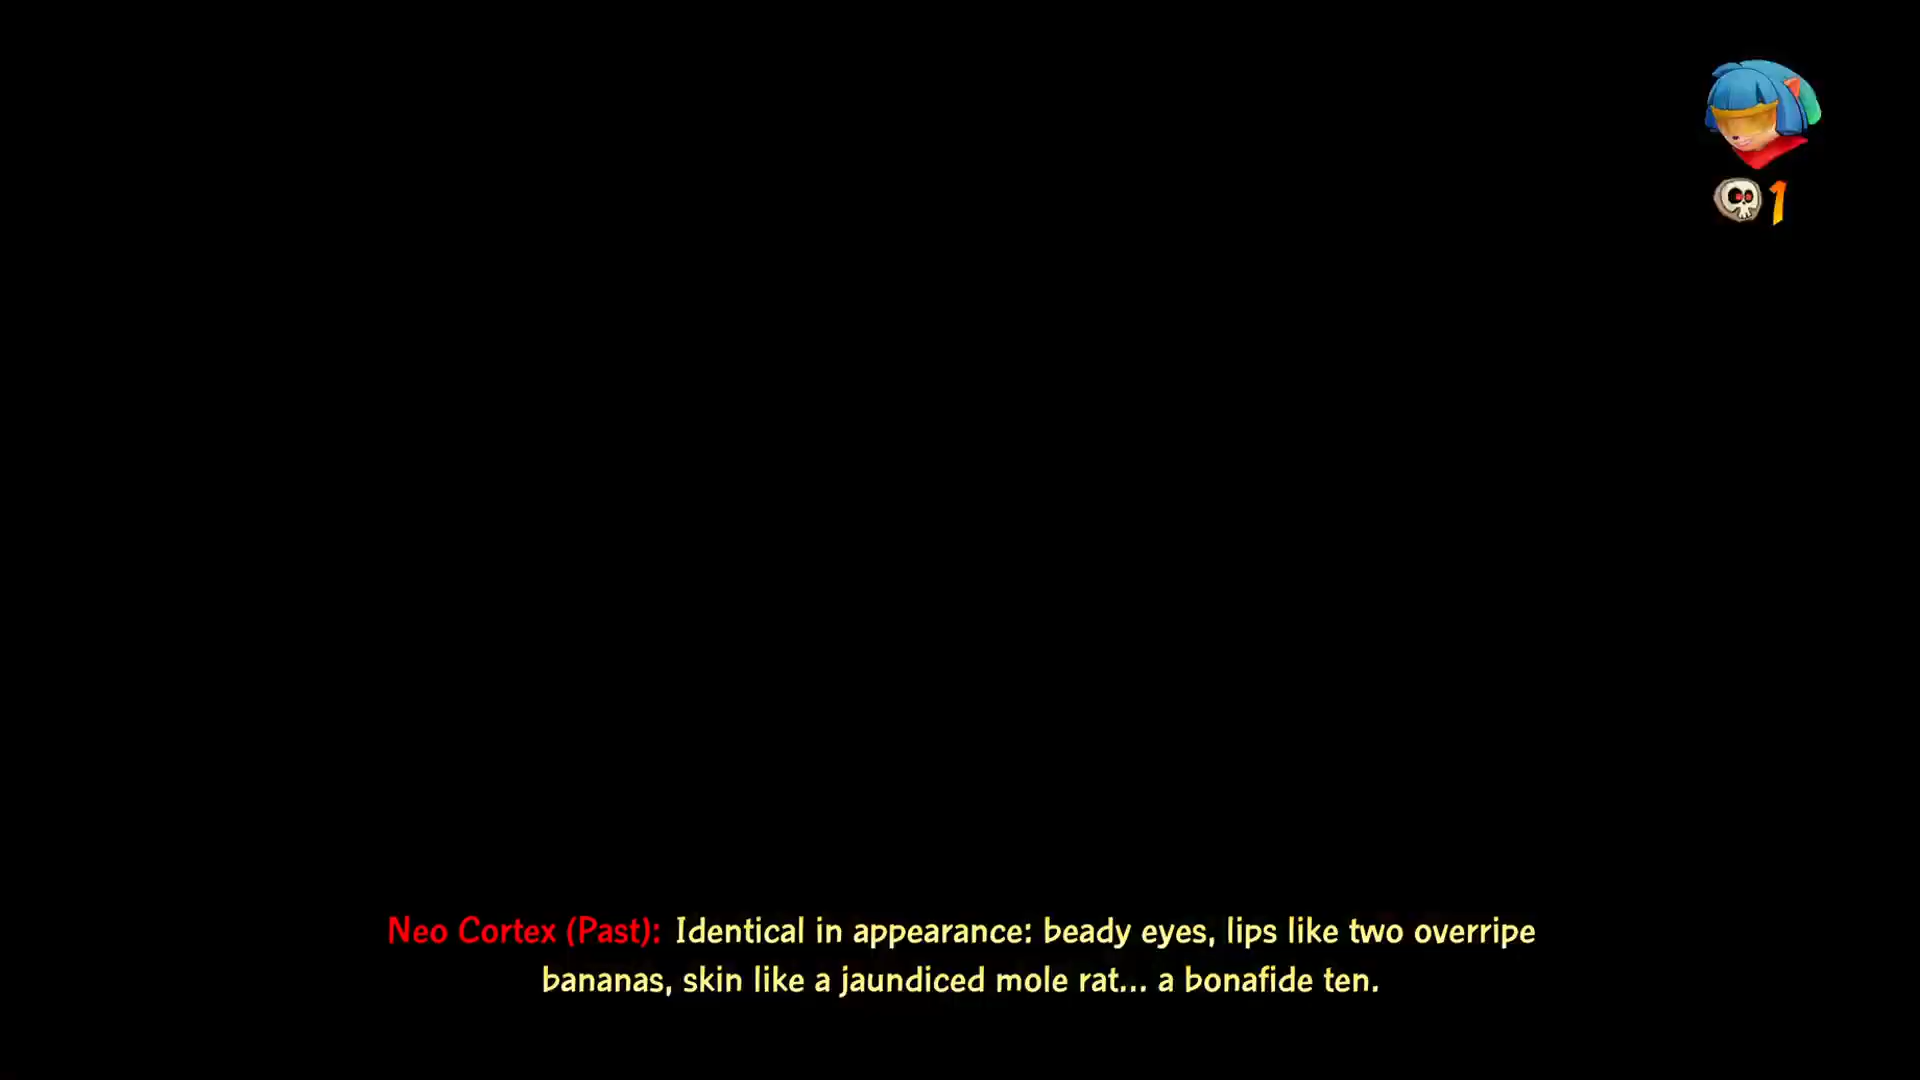 1
Neo Cortex (Past): Identical in appearance: beady eyes, lips like two overripe
bananas, skin like a jaundiced mole rat... a bonafide ten.